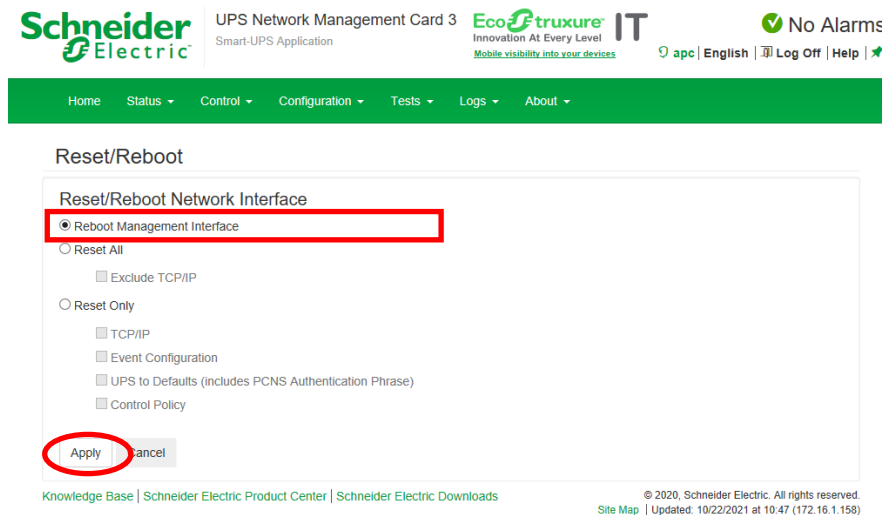 Schneider Electric
UPS Network Management Card 3
Smart-UPS Application
EcoStruxure IT
Innovation At Every Level
Mobile visibility into your devices
No Alarms
apc | English | Log Off | Help |
Home Status Control Configuration Tests Logs About
Reset/Reboot
Reset/Reboot Network Interface
Reboot Management Interface
Reset All
Exclude TCP/IP
Reset Only
TCP/IP
Event Configuration
UPS to Defaults (includes PCNS Authentication Phrase)
Control Policy
Apply Cancel
Knowledge Base | Schneider Electric Product Center | Schneider Electric Downloads
© 2020, Schneider Electric. All rights reserved.
Site Map | Updated: 10/22/2021 at 10:47 (172.16.1.158)